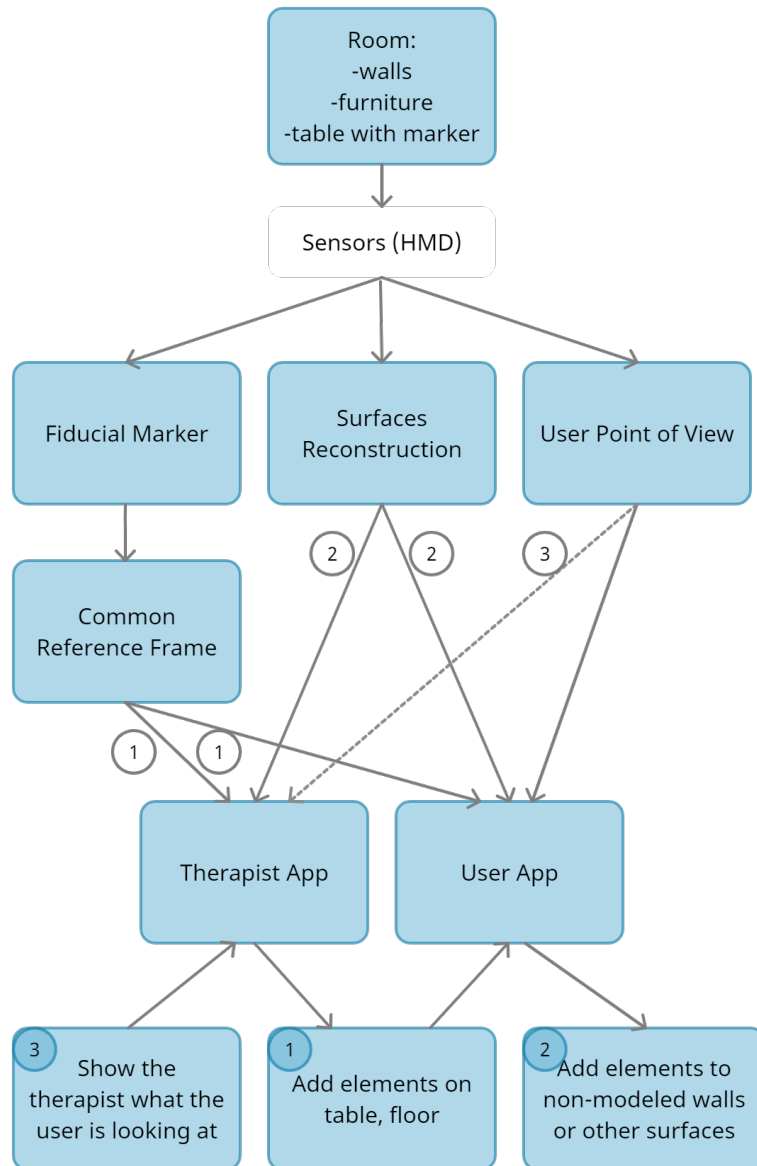 Room:
-walls
-furniture
-table with marker
Sensors (HMD)
Fiducial Marker
Surfaces
Reconstruction
User Point of View
2
2
3
Common
Reference Frame
1
1
Therapist App
User App
3
Show the
therapist what the
user is looking at
1
Add elements on
table, floor
2
Add elements to
non-modeled walls
or other surfaces